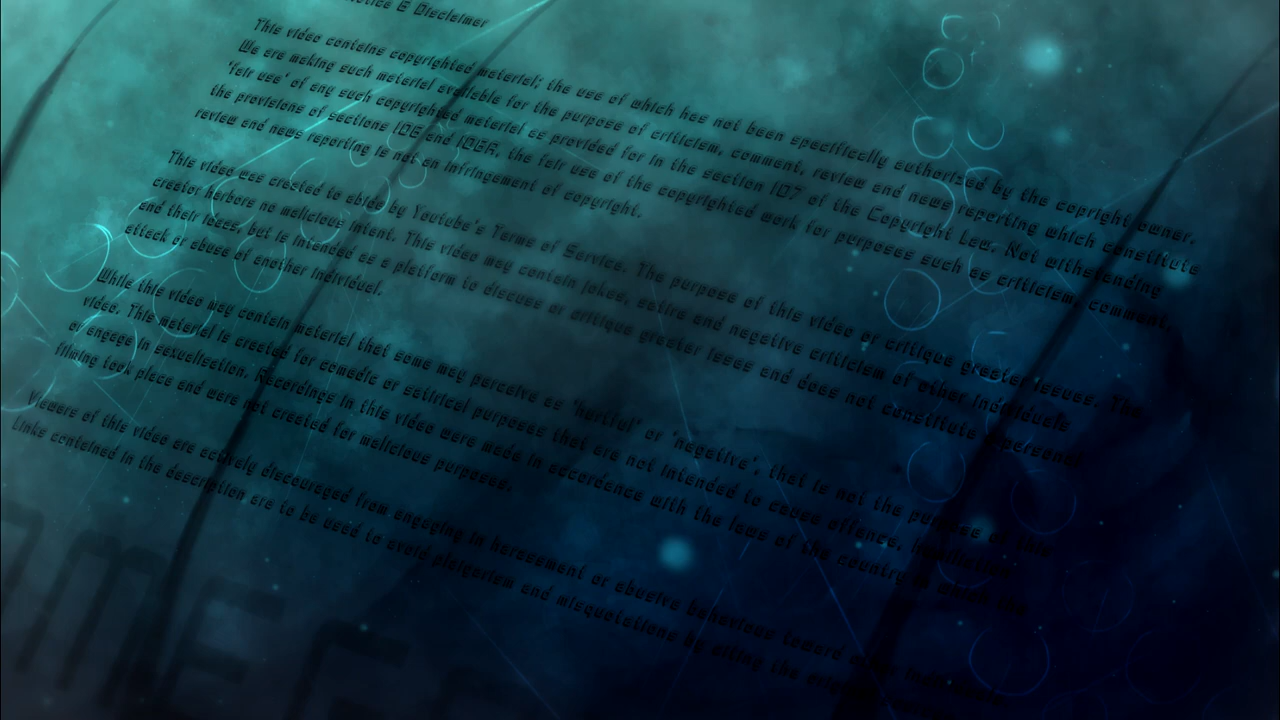 Notice & Disclaimer
This video contains copyrighted material; the use of which has not been specifically authorised by the copright owner.
We are making such material available for the purpose of criticism, comment, review and news reporting which constitute
'fair use' of any such copyrighted material as provided for in the section 107 of the Copyright Law. Not withstanding
the provisions of sections 106 and 106A, the fair use of the copyrighted work for purposes such as criticism, comment,
review and news reporting is not an infringement of copyright.
This video was created to abide by Youtube's Terms of Service. The purpose of this video or critique greater issues. The
creator harbors no malicious intent. This video may contain jokes, satire and negative criticism of other individuals
and their ideas, but is intended as a platform to discuss or critique greater isses and does not constitute a personal
attack or abuse of another individual.
While this video may contain material that some may perceive as 'hurtful' or 'negative', that is not the purpose of this
video. This material is created for comedic or satirical purposes that are not intended to cause offence,
or engage in sexualisation. Recordings in this video were made in accordance with the laws of the country in which the
filming took place and were not created for malicious purposes.
Viewers of this video are actively discouraged from engaging in harassment or abusive behaviour toward
Links contained in the description are to be used to avoid plaigarism and misquotations by citing the